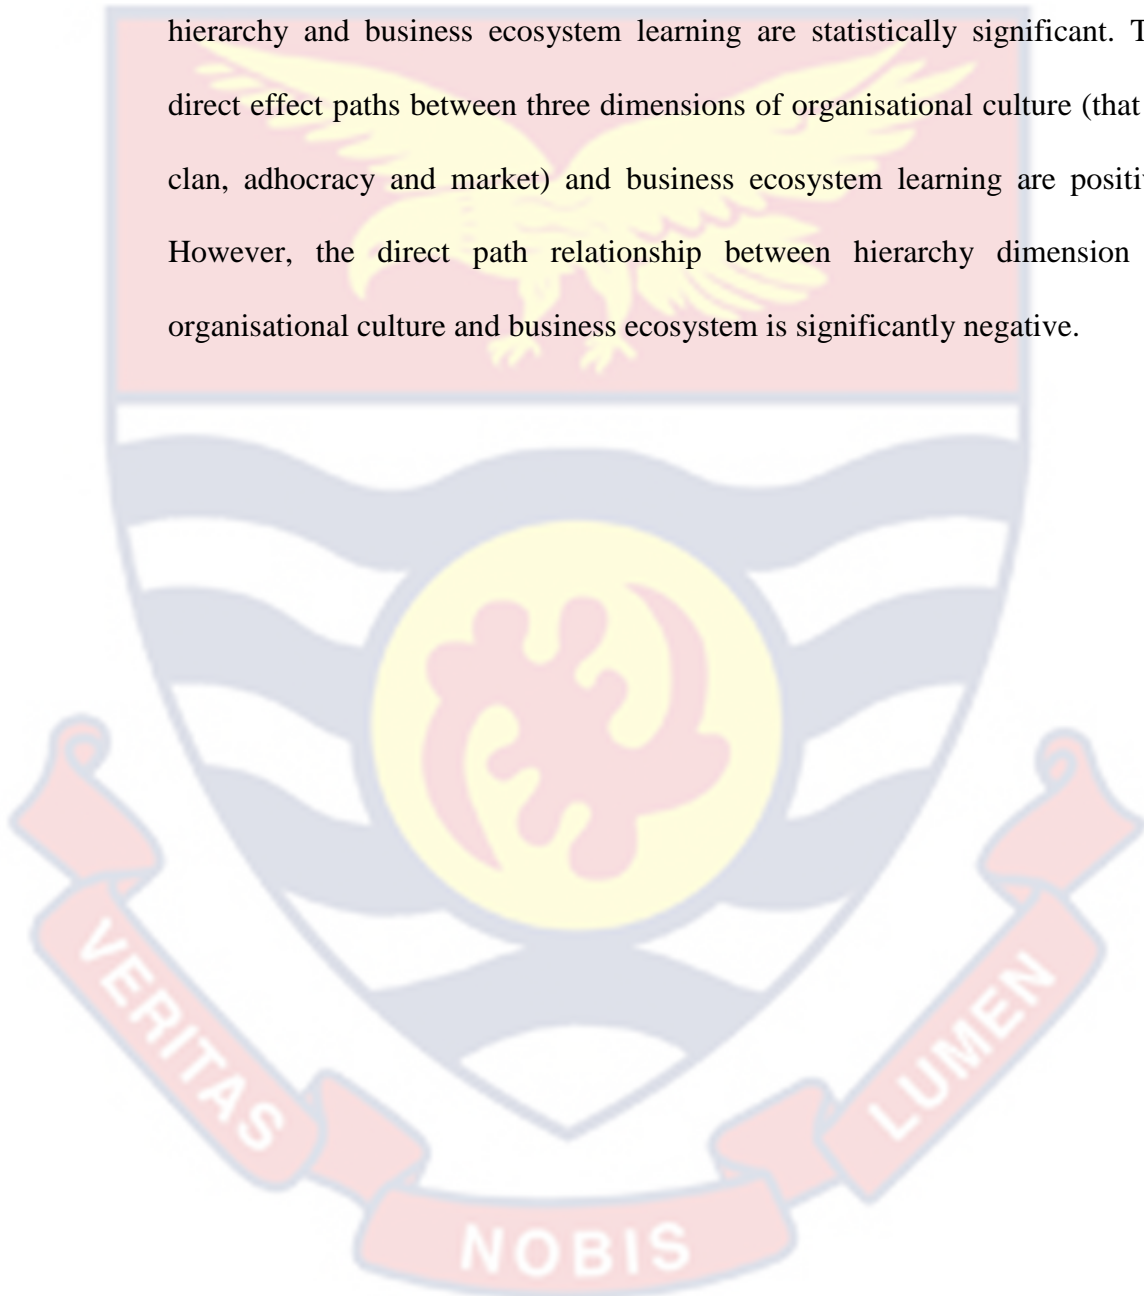 hierarchy and business ecosystem learning are statistically significant. T
direct effect paths between three dimensions of organisational culture (that
clan, adhocracy and market) and business ecosystem learning are positiv
However, the direct path relationship between hierarchy dimension
organisational culture and business ecosystem is significantly negative.
VERITAS
NOBIS
LUMEN